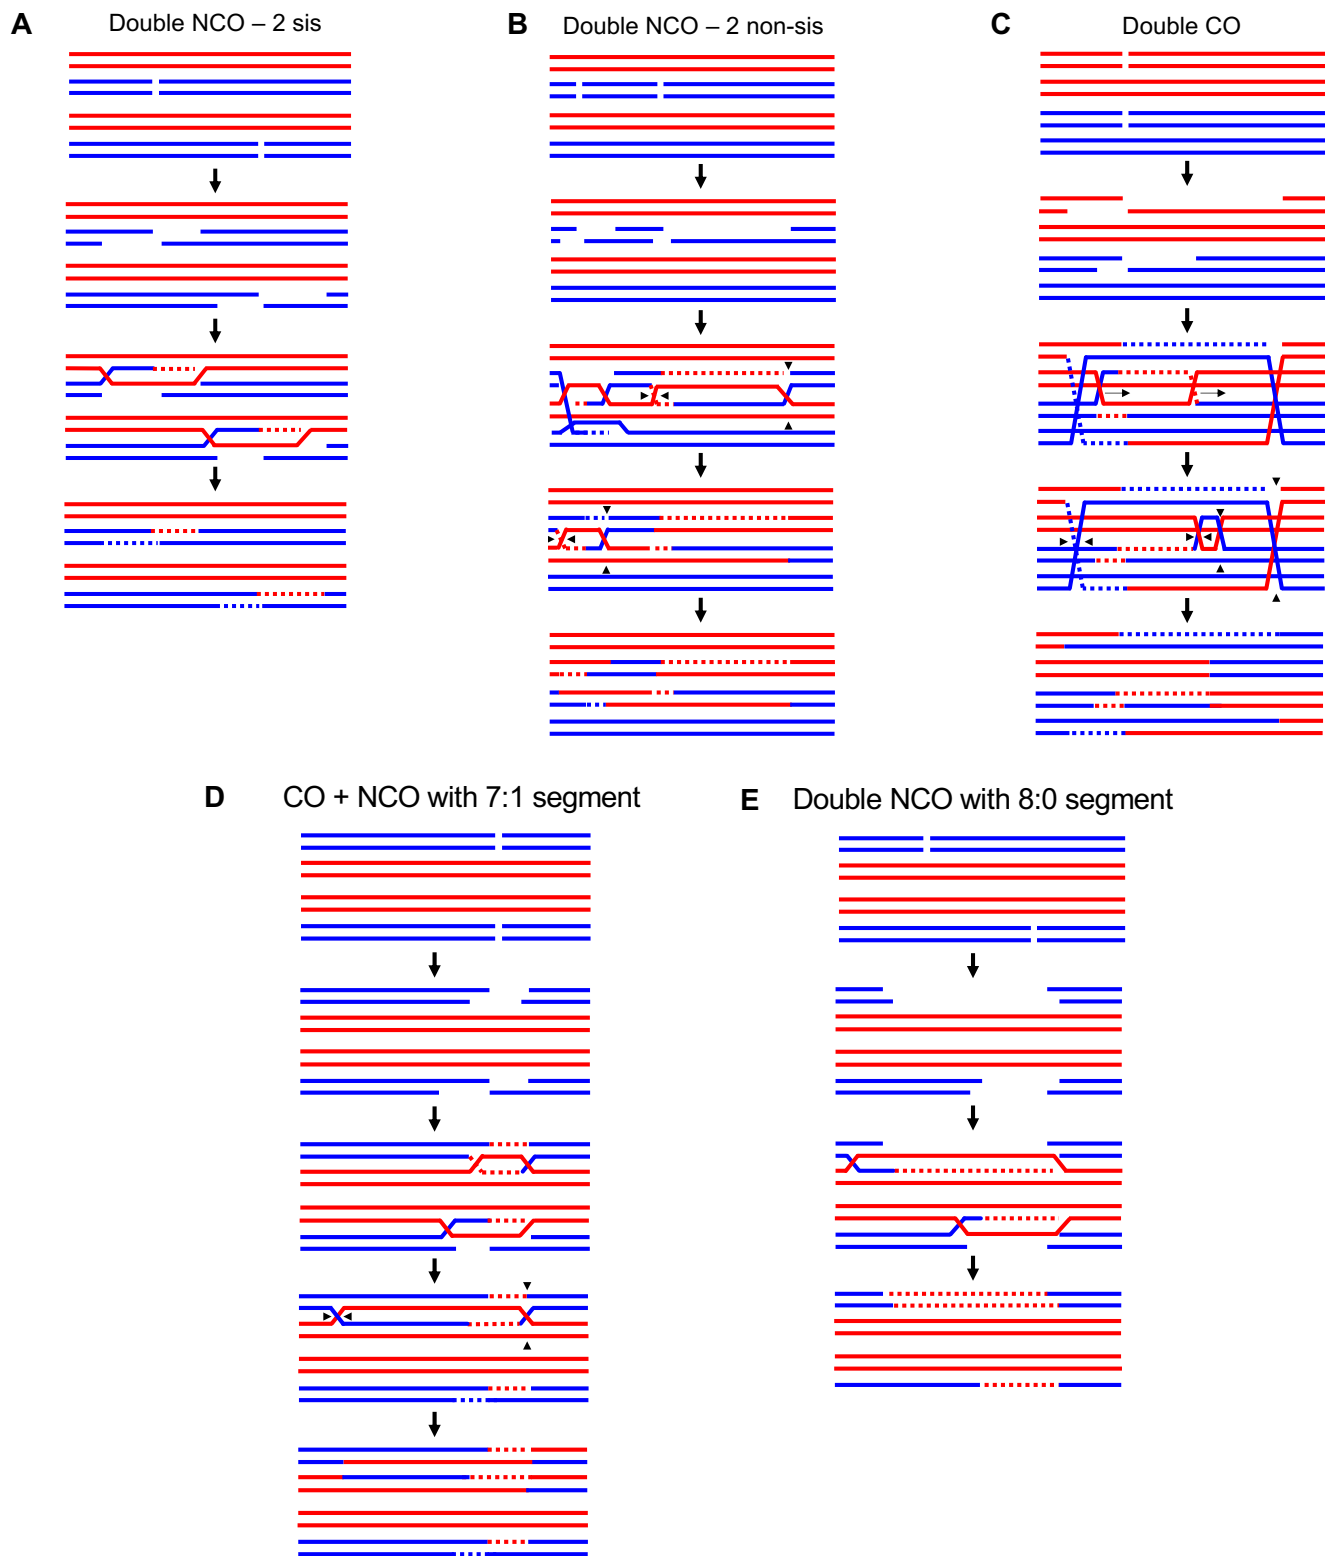 A Double NCO – 2 sis
B Double NCO – 2 non-sis
C Double CO
D CO + NCO with 7:1 segment
E Double NCO with 8:0 segment